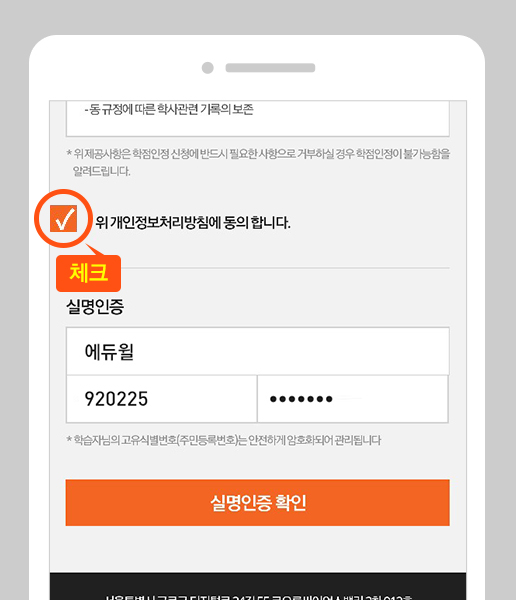 - 동 규정에 따른 학사관련 기록의 보존
* 위 제공사항은 학점인정 신청에 반드시 필요한 사항으로 거부하실 경우 학점인정이 불가능함을
알려드립니다.
위 개인정보처리방침에 동의 합니다.
체크
실명인증
에듀윌
920225 •••••••
* 학습자님의 고유식별번호(주민등록번호)는 안전하게 암호화되어 관리됩니다
실명인증 확인